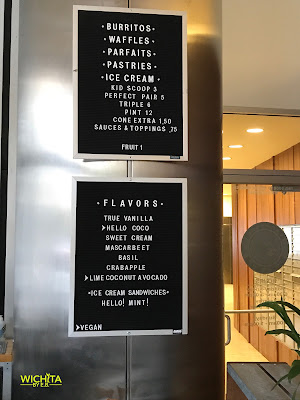 •BURRITOS•
•WAFFLES•
•PARFAITS•
•PASTRIES•
•ICE CREAM•
KID SCOOP 3
PERFECT PAIR 5
TRIPLE 6
PINT 12
CONE EXTRA 1,50
SAUCES & TOPPINGS ,75
FRUIT 1
•FLAVORS•
TRUE VANILLA
>HELLO COCO
SWEET CREAM
MASCARBEET
BASIL
CRABAPPLE
>LIME COCONUT AVOCADO
•ICE CREAM SANDWICHES•
HELLO! MINT!
>VEGAN
WICHITA
BY E.B.